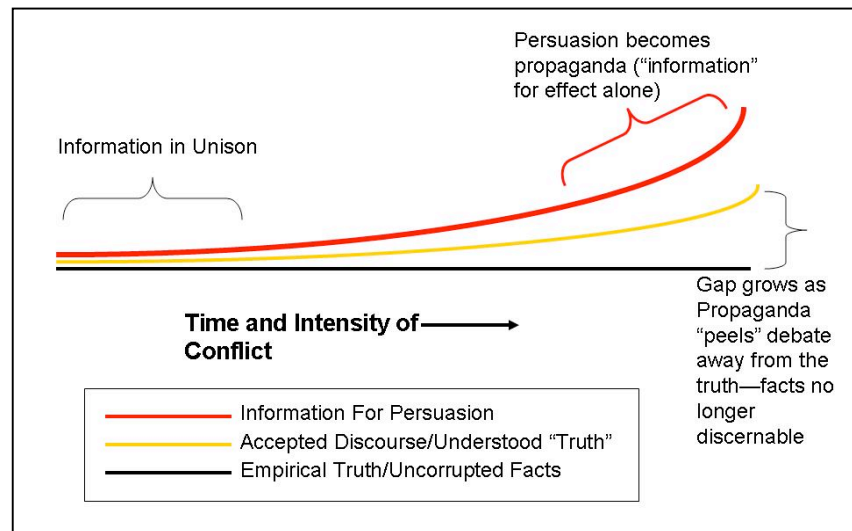 Persuasion becomes
propaganda (“information”
for effect alone)
Information in Unison
Gap grows as
Propaganda
“peels” debate
away from the
truth—facts no
longer
discernable
Time and Intensity of
Conflict
Information For Persuasion
Accepted Discourse/Understood “Truth”
Empirical Truth/Uncorrupted Facts